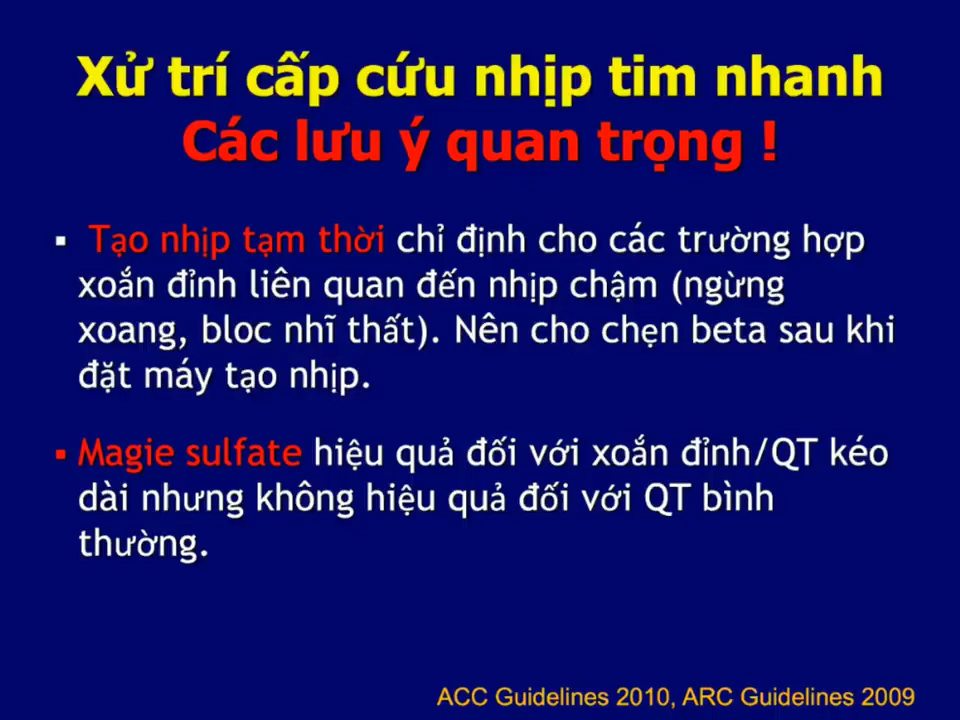 Xử trí cấp cứu nhịp tim nhanh
Các lưu ý quan trọng !
▪ Tạo nhịp tạm thời chỉ định cho các trường hợp
xoắn đỉnh liên quan đến nhịp chậm (ngừng
xoang, bloc nhĩ thất). Nên cho chẹn beta sau khi
đặt máy tạo nhịp.
▪ Magie sulfate hiệu quả đối với xoắn đỉnh/QT kéo
dài nhưng không hiệu quả đối với QT bình
thường.
ACC Guidelines 2010, ARC Guidelines 2009